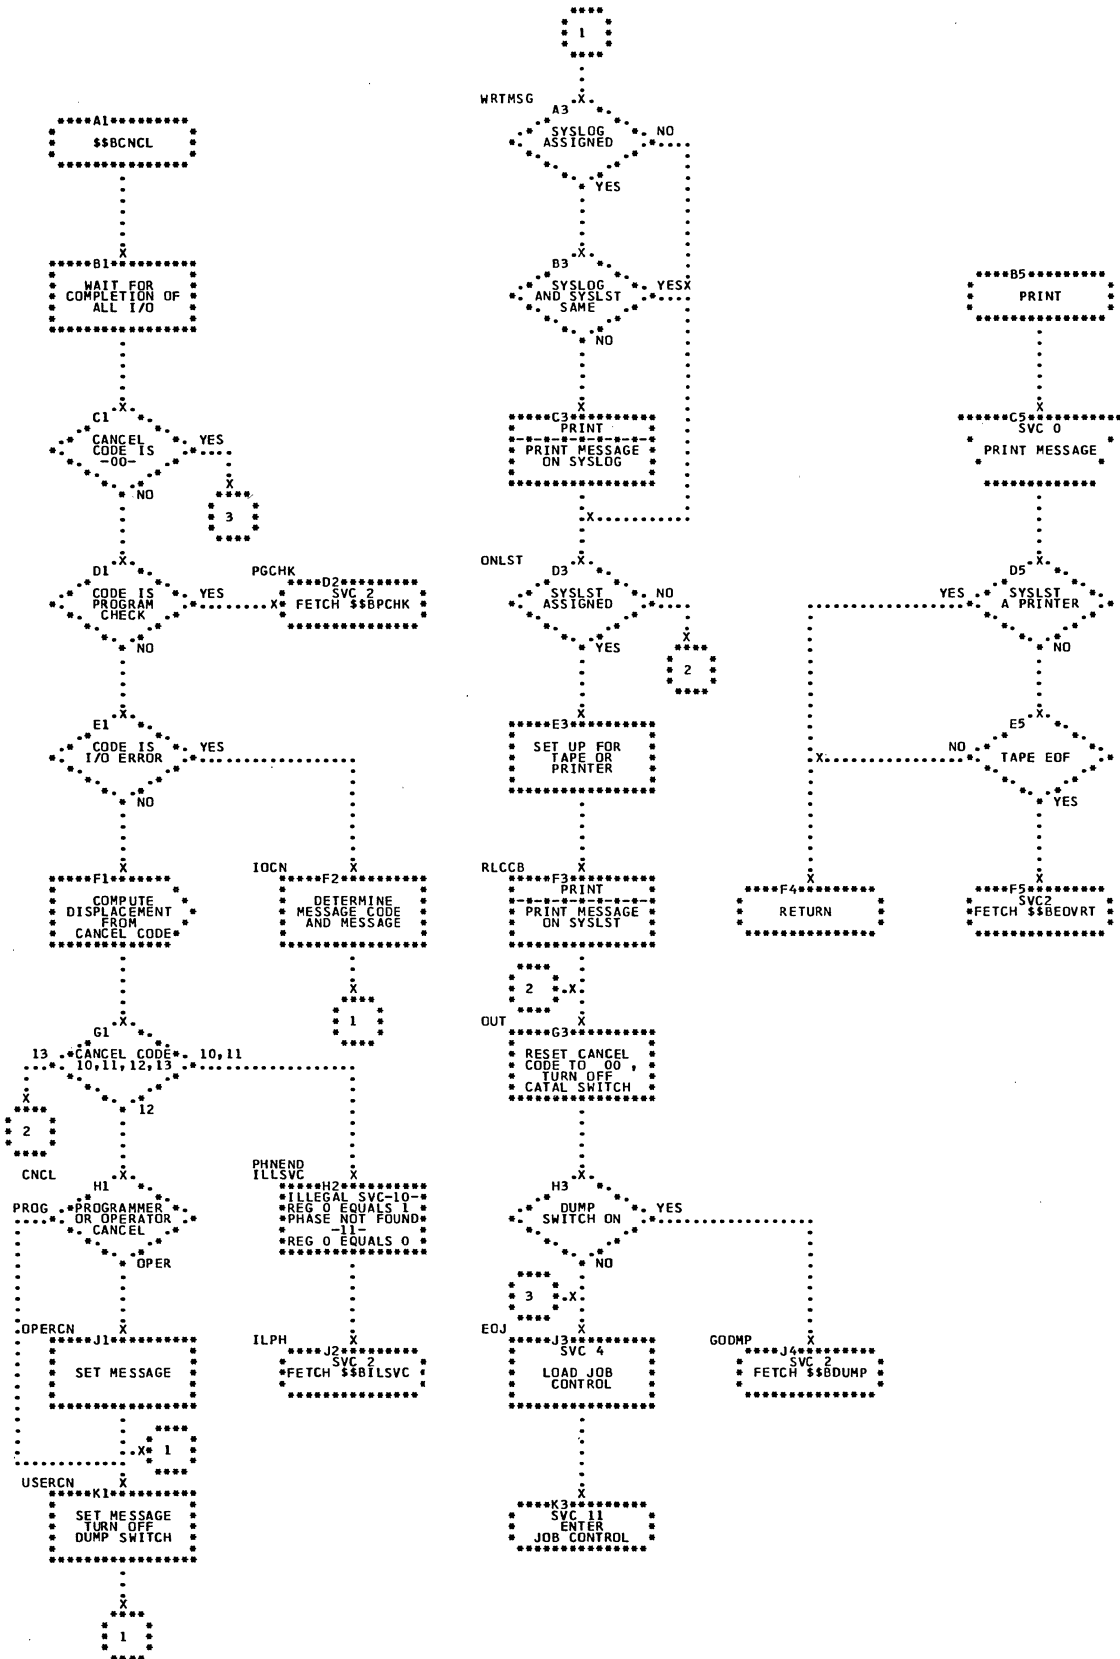 1
WRTMSG
A3
SYSLOG
ASSIGNED
NO
YES
A1
$$BCNCL
B1
WAIT FOR
COMPLETION OF
ALL I/O
B3
SYSLOG
AND SYSLST
SAME
YES
NO
B5
PRINT
C1
CANCEL
CODE IS
-00-
YES
NO
3
C3
PRINT
PRINT MESSAGE
ON SYSLOG
C5
SVC 0
PRINT MESSAGE
D1
CODE IS
PROGRAM
CHECK
YES
NO
PGCHK
D2
SVC 2
FETCH $$BPCHK
ONLST
D3
SYSLST
ASSIGNED
NO
YES
2
D5
SYSLST
A PRINTER
YES
NO
E1
CODE IS
I/O ERROR
YES
NO
E3
SET UP FOR
TAPE OR
PRINTER
E5
TAPE EOF
NO
YES
F1
COMPUTE
DISPLACEMENT
FROM
CANCEL CODE
IOCN
F2
DETERMINE
MESSAGE CODE
AND MESSAGE
1
RLCCB
F3
PRINT
PRINT MESSAGE
ON SYSLST
F4
RETURN
F5
SVC2
FETCH $$BEOVRT
2
G1
CANCEL CODE
10,11,12,13
13
10,11
12
2
OUT
G3
RESET CANCEL
CODE TO 00 ,
TURN OFF
CATAL SWITCH
CNCL
H1
PROGRAMMER
OR OPERATOR
CANCEL
PROG
OPER
PHNEND
ILLSVC
H2
ILLEGAL SVC-10-
REG 0 EQUALS 1
PHASE NOT FOUND
-11-
REG 0 EQUALS 0
H3
DUMP
SWITCH ON
YES
NO
3
OPERCN
J1
SET MESSAGE
1
ILPH
J2
SVC 2
FETCH $$BILSVC
EOJ
J3
SVC 4
LOAD JOB
CONTROL
GODMP
J4
SVC 2
FETCH $$BDUMP
USERCN
K1
SET MESSAGE
TURN OFF
DUMP SWITCH
1
K3
SVC 11
ENTER
JOB CONTROL